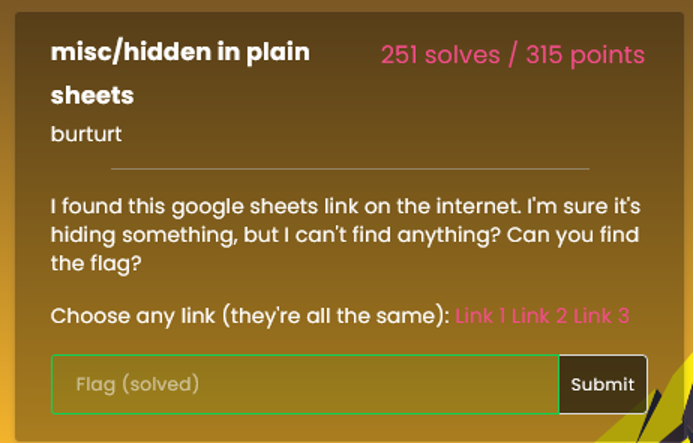 misc/hidden in plain sheets
251 solves / 315 points
burturt
I found this google sheets link on the internet. I'm sure it's
hiding something, but I can't find anything? Can you find
the flag?
Choose any link (they're all the same): Link 1 Link 2 Link 3
Flag (solved)
Submit